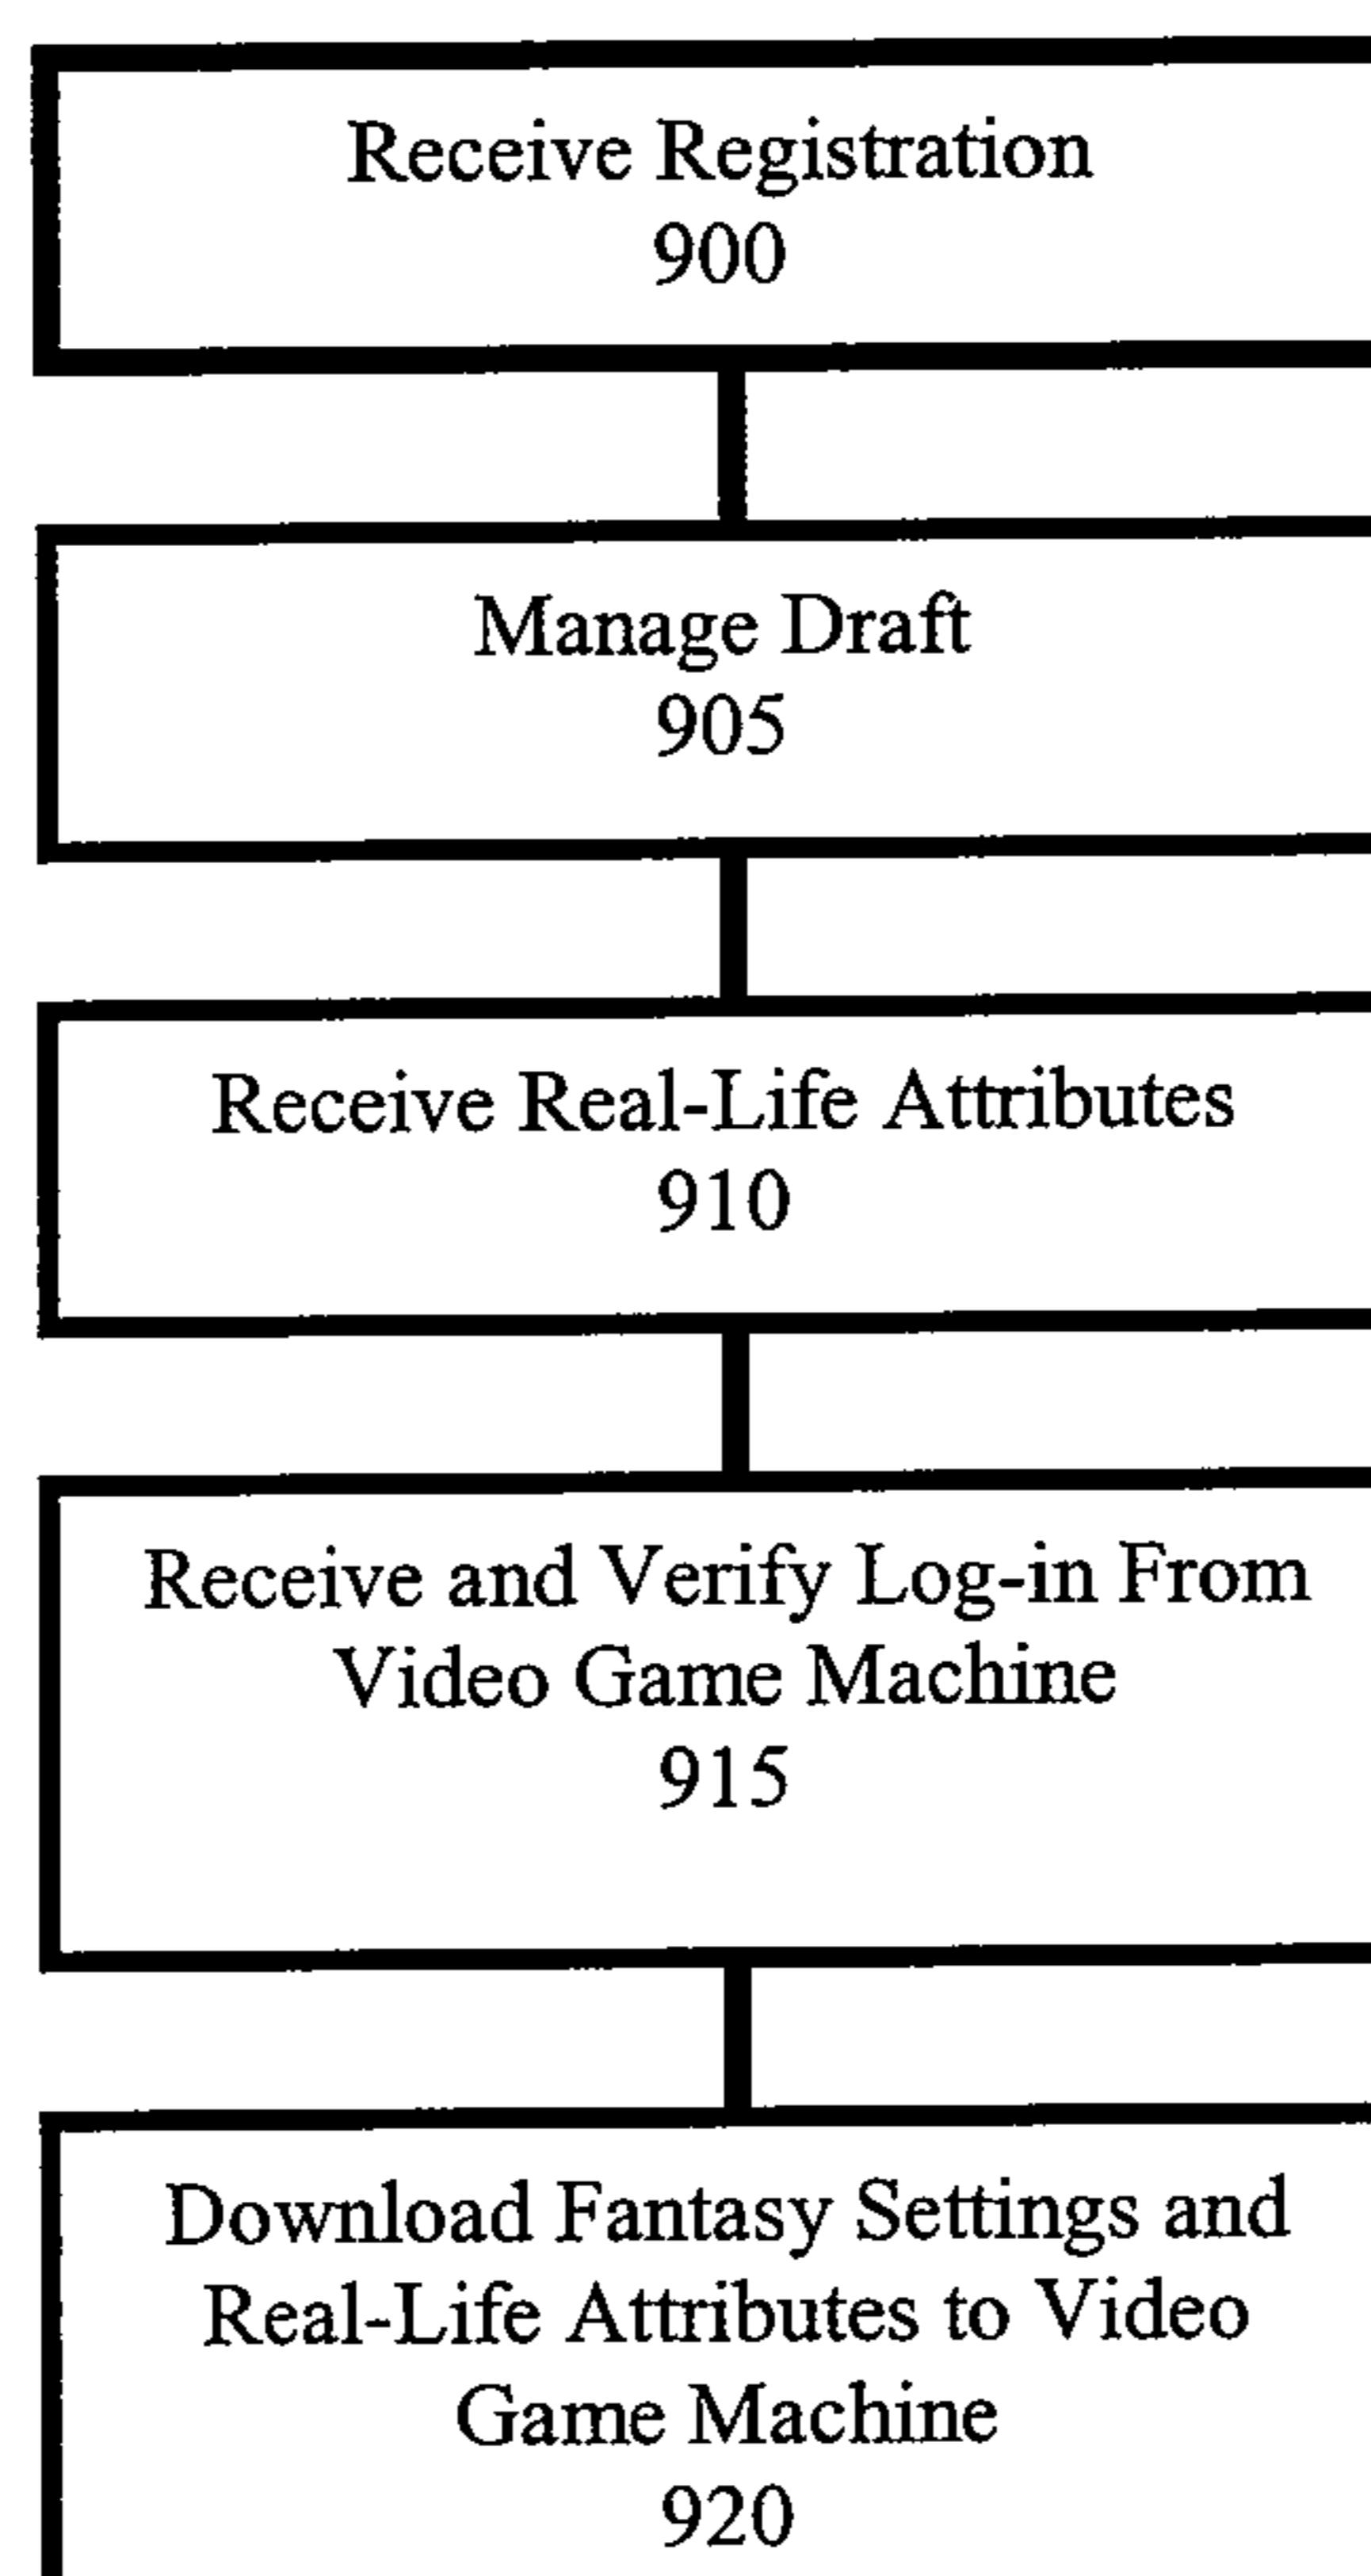 Receive Registration
900
Manage Draft
905
Receive Real-Life Attributes
910
Receive and Verify Log-in From
Video Game Machine
915
Download Fantasy Settings and
Real-Life Attributes to Video
Game Machine
920